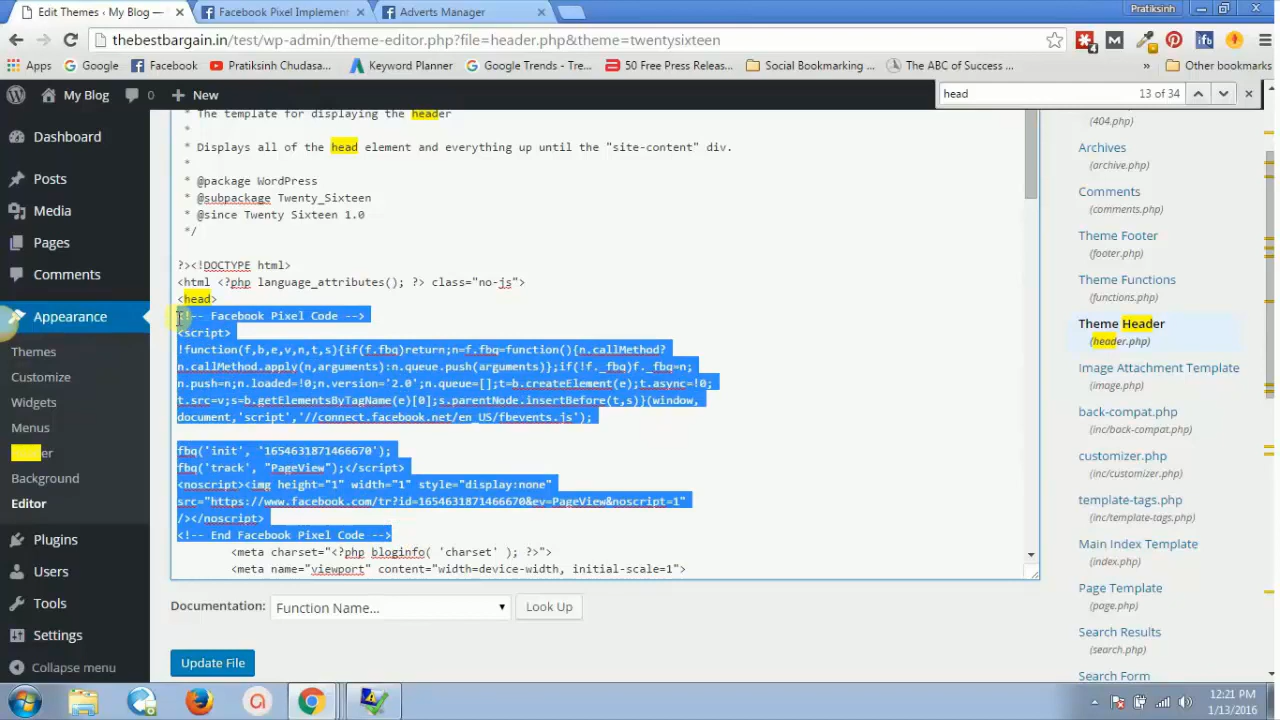 Edit Themes ‹ My Blog —
Facebook Pixel Implement
Adverts Manager
Pratiksinh
thebestbargain.in/test/wp-admin/theme-editor.php?file=header.php&theme=twentysixteen
4
Apps
Google
Facebook
Pratiksinh Chudasa...
Keyword Planner
Google Trends - Tre...
50 Free Press Releas...
Social Bookmarking ...
The ABC of Success ...
»
Other bookmarks
My Blog
0
New
head
13 of 34
Dashboard
Posts
Media
Pages
Comments
Appearance
Themes
Customize
Widgets
Menus
Header
Background
Editor
Plugins
Users
Tools
Settings
Collapse menu
* The template for displaying the header
*
* Displays all of the head element and everything up until the "site-content" div.
*
* @package WordPress
* @subpackage Twenty_Sixteen
* @since Twenty Sixteen 1.0
*/
?><!DOCTYPE html>
<html <?php language_attributes(); ?> class="no-js">
<head>
<!-- Facebook Pixel Code -->
<script>
!function(f,b,e,v,n,t,s){if(f.fbq)return;n=f.fbq=function(){n.callMethod?
n.callMethod.apply(n,arguments):n.queue.push(arguments)};if(!f._fbq)f._fbq=n;
n.push=n;n.loaded=!0;n.version='2.0';n.queue=[];t=b.createElement(e);t.async=!0;
t.src=v;s=b.getElementsByTagName(e)[0];s.parentNode.insertBefore(t,s)}(window,
document,'script','//connect.facebook.net/en_US/fbevents.js');
fbq('init', '1654631871466670');
fbq('track', "PageView");</script>
<noscript><img height="1" width="1" style="display:none"
src="https://www.facebook.com/tr?id=1654631871466670&ev=PageView&noscript=1"
/></noscript>
<!-- End Facebook Pixel Code -->
<meta charset="<?php bloginfo( 'charset' ); ?>">
<meta name="viewport" content="width=device-width, initial-scale=1">
Documentation:
Function Name...
Look Up
Update File
(404.php)
Archives
(archive.php)
Comments
(comments.php)
Theme Footer
(footer.php)
Theme Functions
(functions.php)
Theme Header
(header.php)
Image Attachment Template
(image.php)
back-compat.php
(inc/back-compat.php)
customizer.php
(inc/customizer.php)
template-tags.php
(inc/template-tags.php)
Main Index Template
(index.php)
Page Template
(page.php)
Search Results
(search.php)
Search Form
12:21 PM
1/13/2016